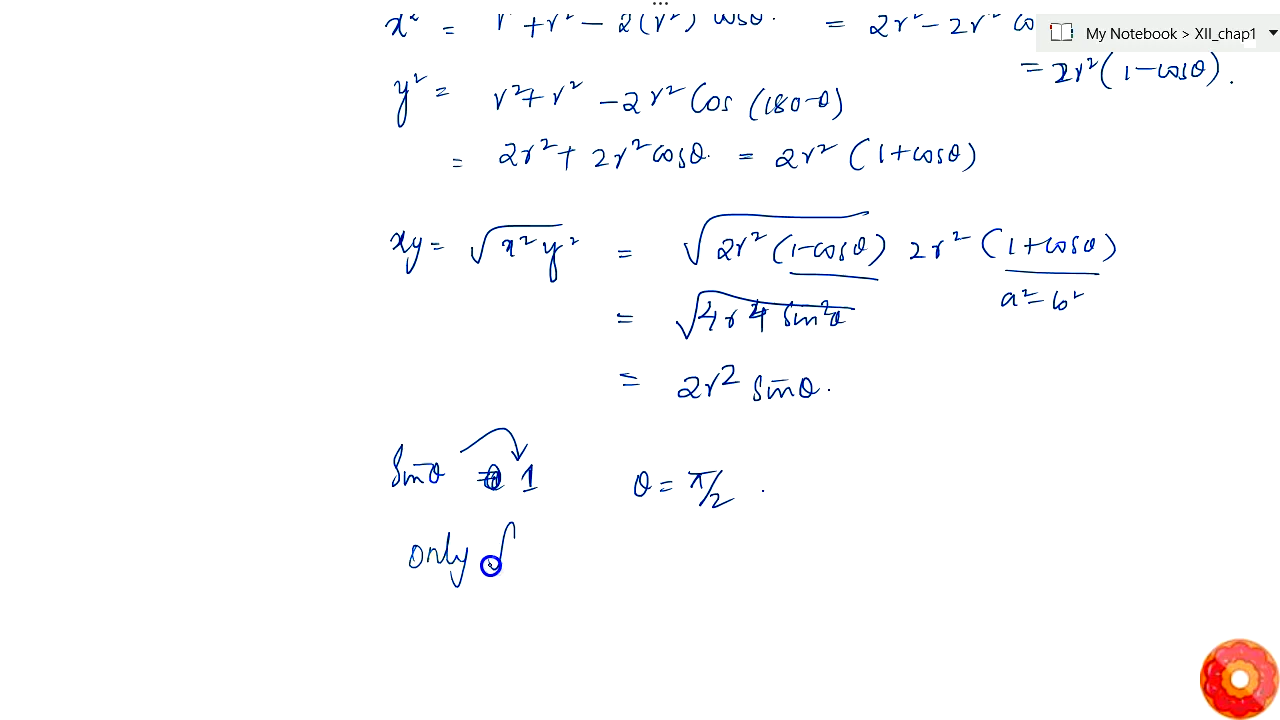 ...
x² = r² + r² - 2(r²) cosθ. = 2r² - 2r² co
My Notebook > XII_chap1
= 2r²(1-cosθ).
y² = r² + r² - 2r² Cos (180-θ)
= 2r² + 2r² cosθ. = 2r² (1+cosθ)
xy = √x²y² = √2r² (1-cosθ) 2r² (1+cosθ)
a²-b²
= √4r⁴ Sin²θ
= 2r² Sinθ.
Sinθ 1 θ = π/2 .
only